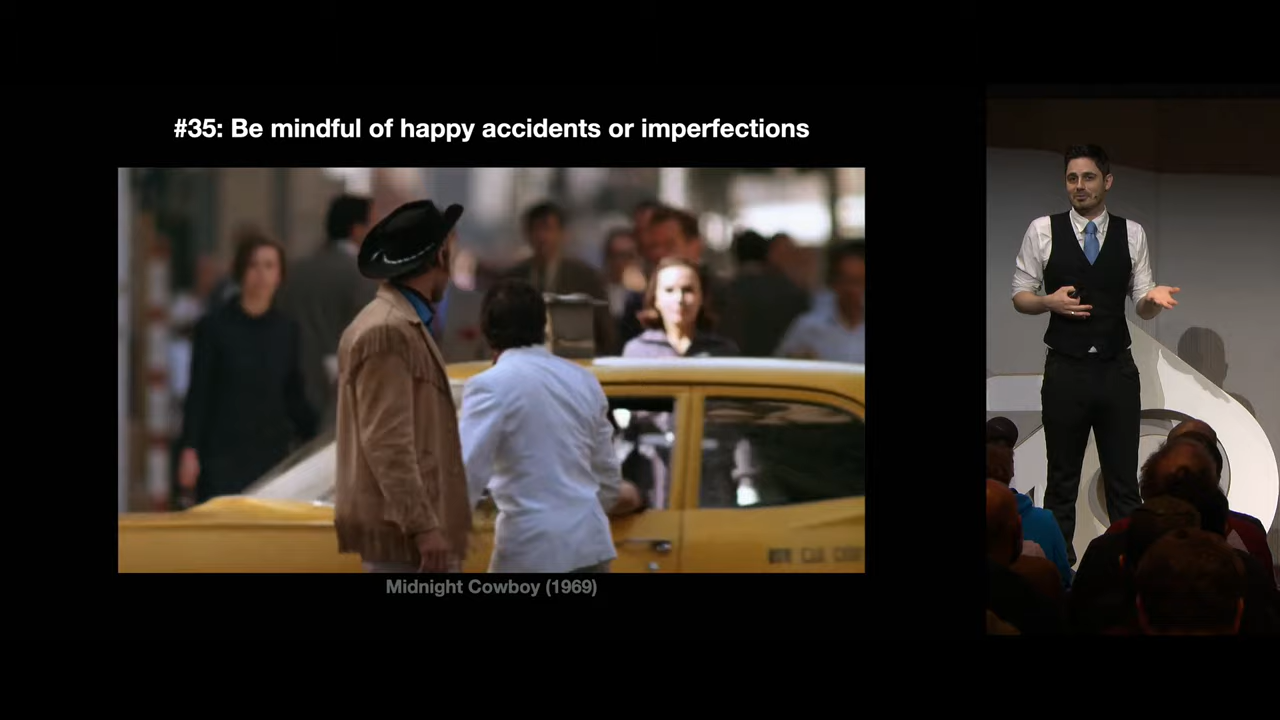 #35: Be mindful of happy accidents or imperfections
Midnight Cowboy (1969)